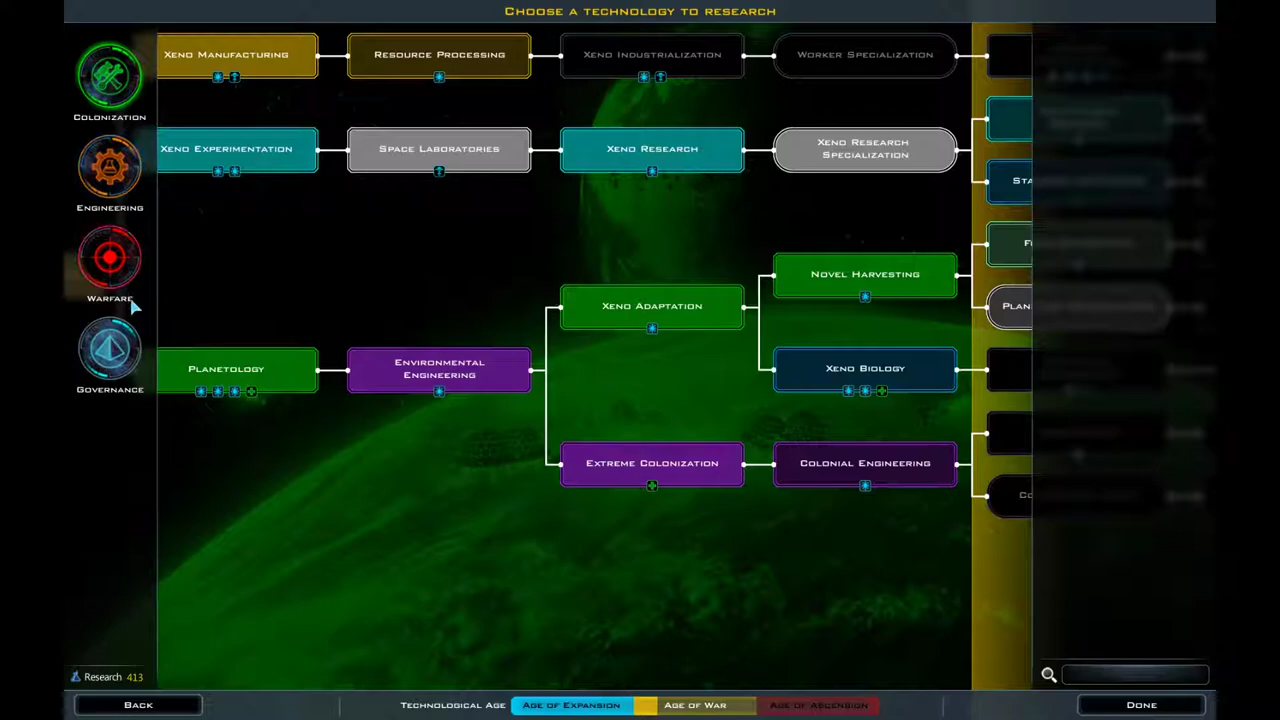 Choose a technology to research
Colonization
Engineering
Warfare
Governance
Xeno Manufacturing
Resource Processing
Xeno Industrialization
Worker Specialization
Xeno Experimentation
Space Laboratories
Xeno Research
Xeno Research
Specialization
Xeno Adaptation
Novel Harvesting
Planetology
Environmental
Engineering
Xeno Biology
Extreme Colonization
Colonial Engineering
Research 413
Back
Technological Age
Age of Expansion
Age of War
Age of Ascension
Done